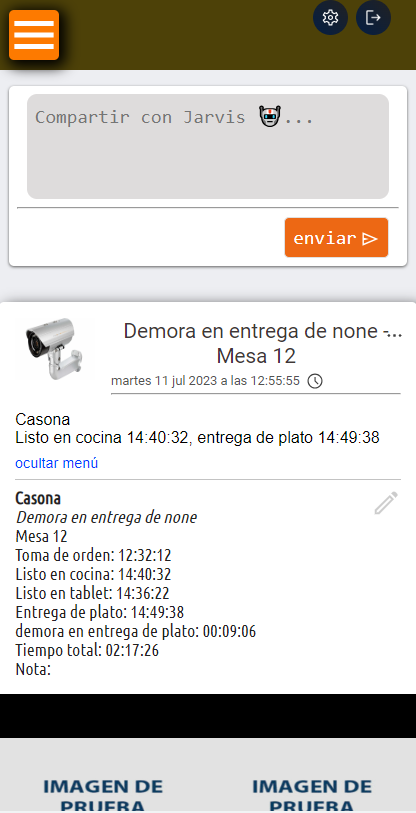 Compartir con Jarvis 🤖...
enviar
Demora en entrega de none - ...
Mesa 12
martes 11 jul 2023 a las 12:55:55
Casona
Listo en cocina 14:40:32, entrega de plato 14:49:38
ocultar menú
Casona
Demora en entrega de none
Mesa 12
Toma de orden: 12:32:12
Listo en cocina: 14:40:32
Listo en tablet: 14:36:22
Entrega de plato: 14:49:38
demora en entrega de plato: 00:09:06
Tiempo total: 02:17:26
Nota:
IMAGEN DE IMAGEN DE
PRUEBA PRUEBA